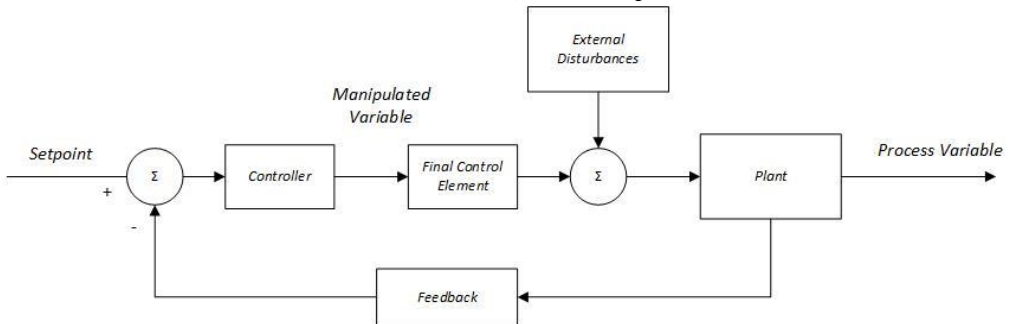 External
Disturbances
Manipulated
Variable
Setpoint
Σ
Controller
Final Control
Element
Σ
Plant
Process Variable
+
-
Feedback